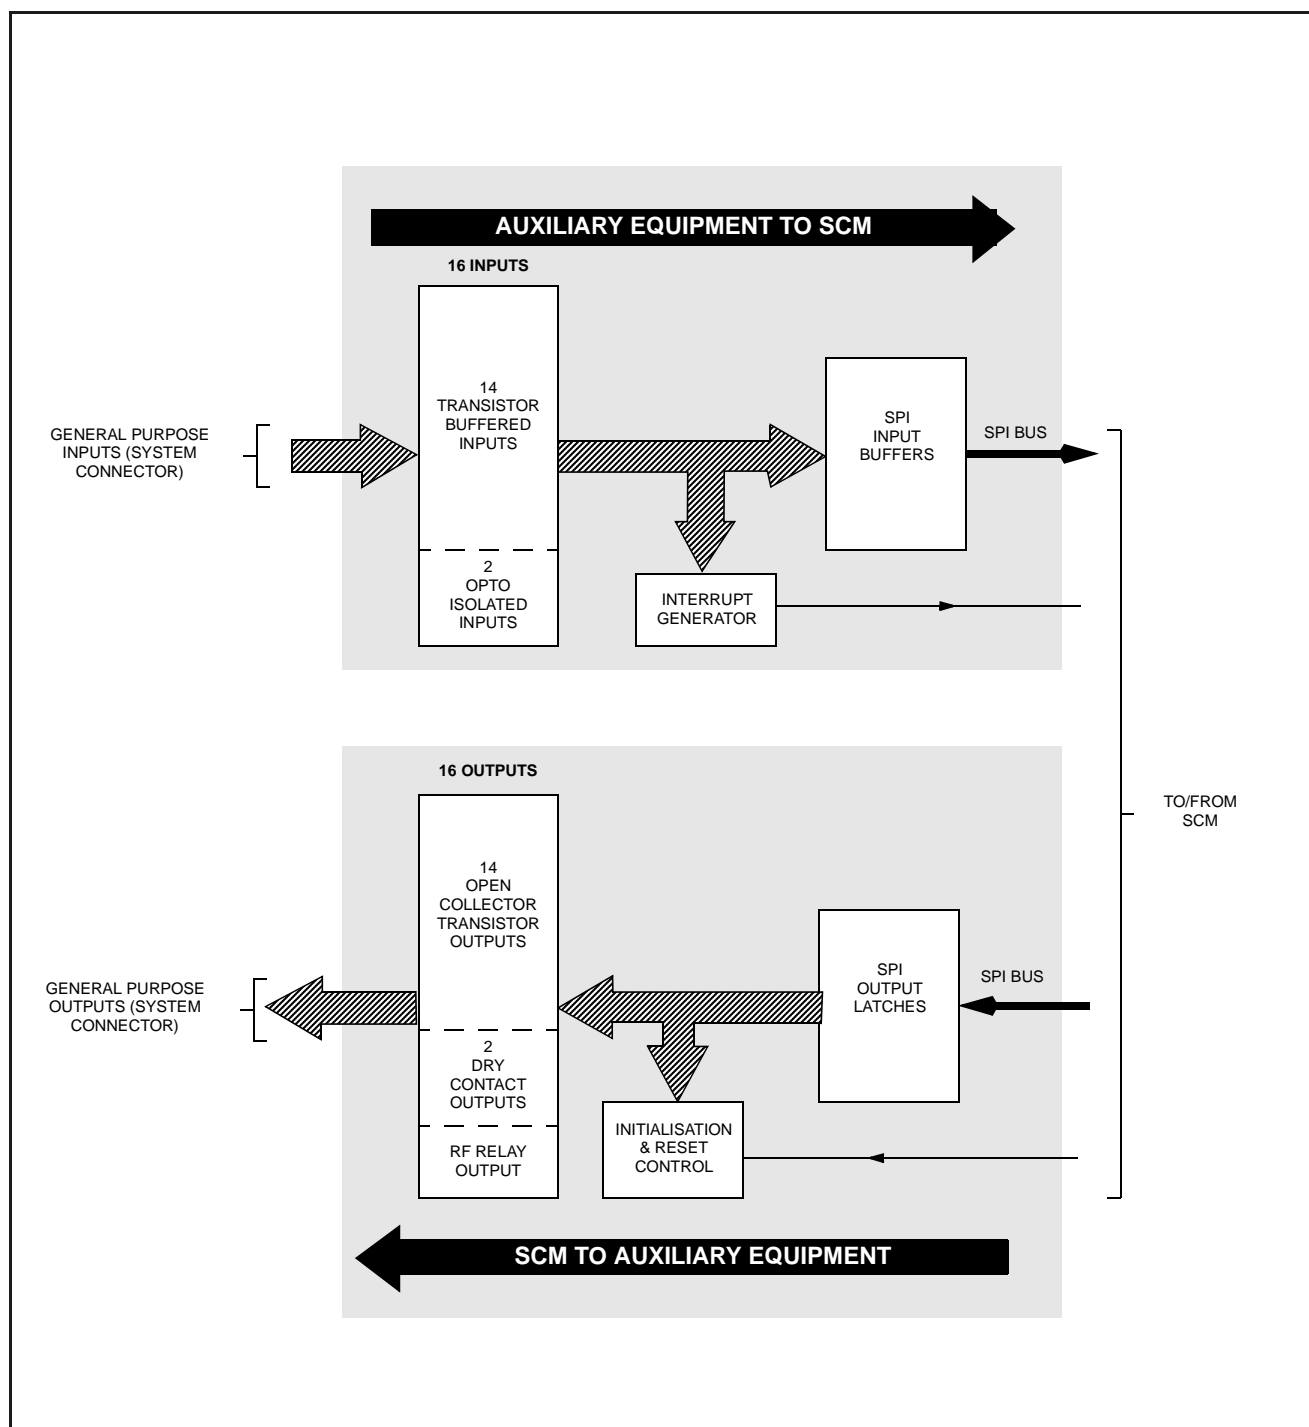 AUXILIARY EQUIPMENT TO SCM
16 INPUTS
14
TRANSISTOR
BUFFERED
INPUTS
2
OPTO
ISOLATED
INPUTS
GENERAL PURPOSE
INPUTS (SYSTEM
CONNECTOR)
SPI
INPUT
BUFFERS
SPI BUS
INTERRUPT
GENERATOR
TO/FROM
SCM
16 OUTPUTS
14
OPEN
COLLECTOR
TRANSISTOR
OUTPUTS
2
DRY
CONTACT
OUTPUTS
RF RELAY
OUTPUT
GENERAL PURPOSE
OUTPUTS (SYSTEM
CONNECTOR)
SPI
OUTPUT
LATCHES
SPI BUS
INITIALISATION
& RESET
CONTROL
SCM TO AUXILIARY EQUIPMENT